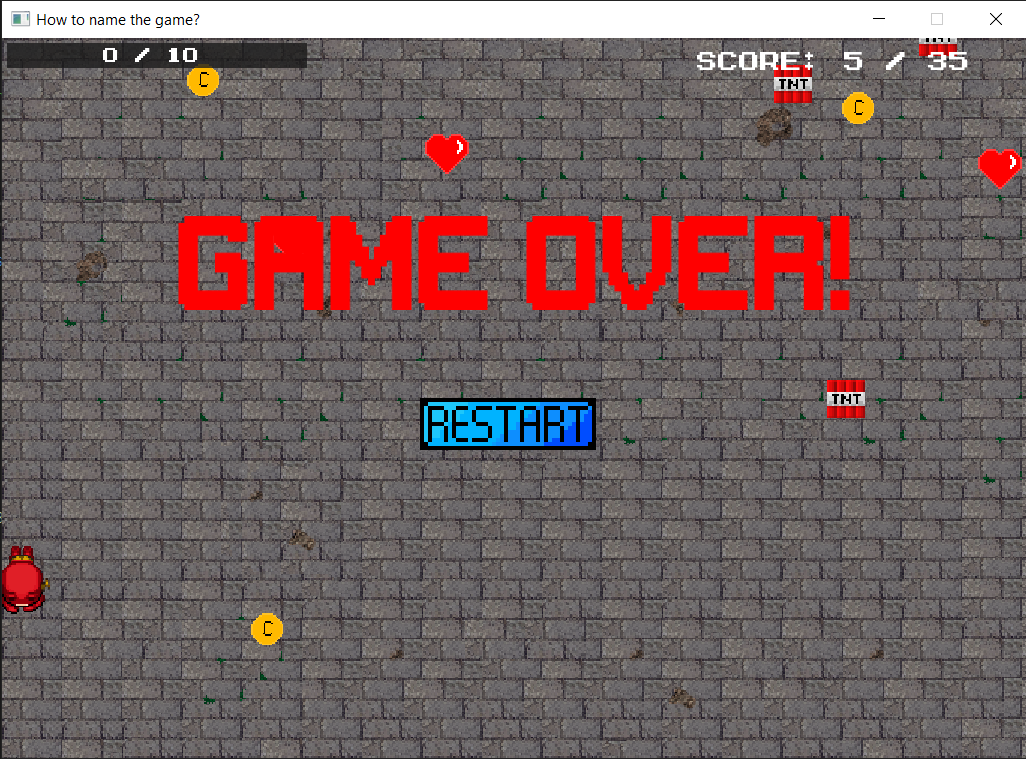 How to name the game?
0 / 10
SCORE: 5 / 35
TNT
TNT
C
C
GAME OVER!
TNT
RESTART
C